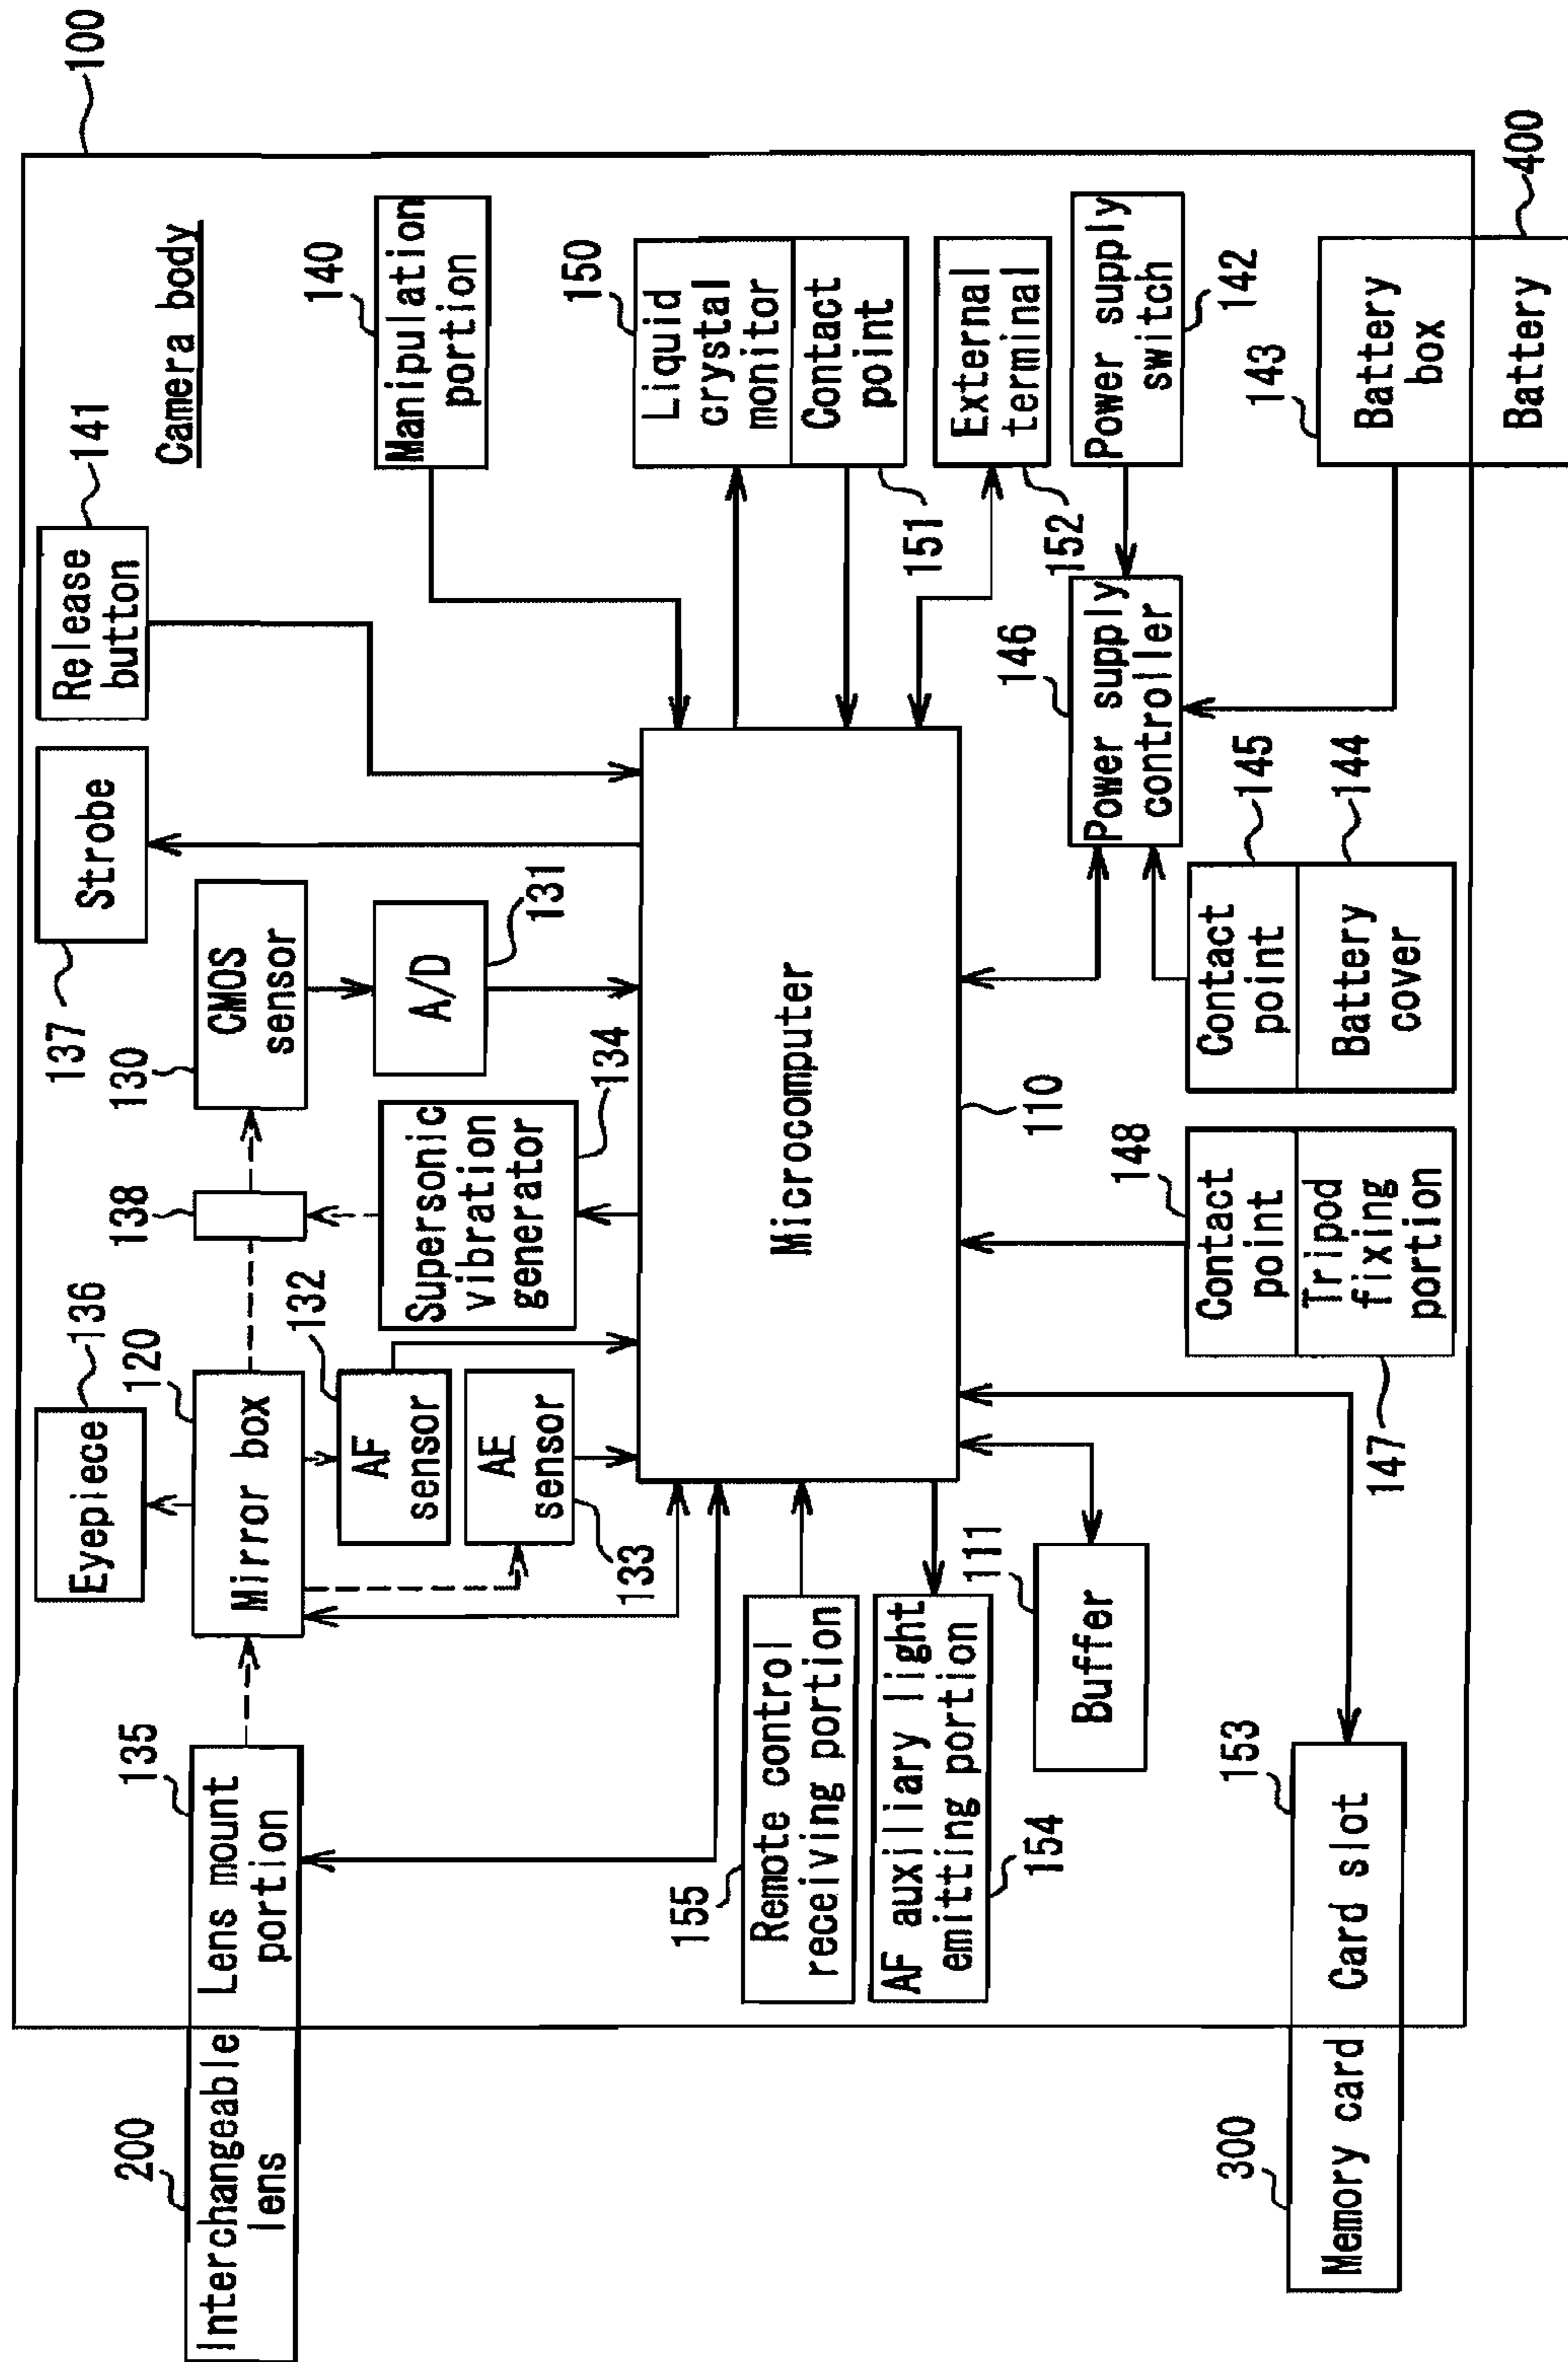 100
Camera body
Eyepiece
136
137
Strobe
Release
button
141
200
Interchangeable
lens
135
Lens mount
portion
120
Mirror box
138
130
CMOS
sensor
140
Manipulation
portion
132
AF
sensor
AE
sensor
133
Supersonic
vibration
generator
134
A/D
131
155
Remote control
receiving portion
AF auxiliary light
emitting portion
154
Microcomputer
110
150
Liquid
crystal
monitor
Contact
point
151
External
terminal
152
111
Buffer
146
Power supply
controller
Power supply
switch
142
300
Memory card
153
Card slot
148
Contact
point
Tripod
fixing
portion
147
145
Contact
point
144
Battery
cover
143
Battery
box
Battery
400